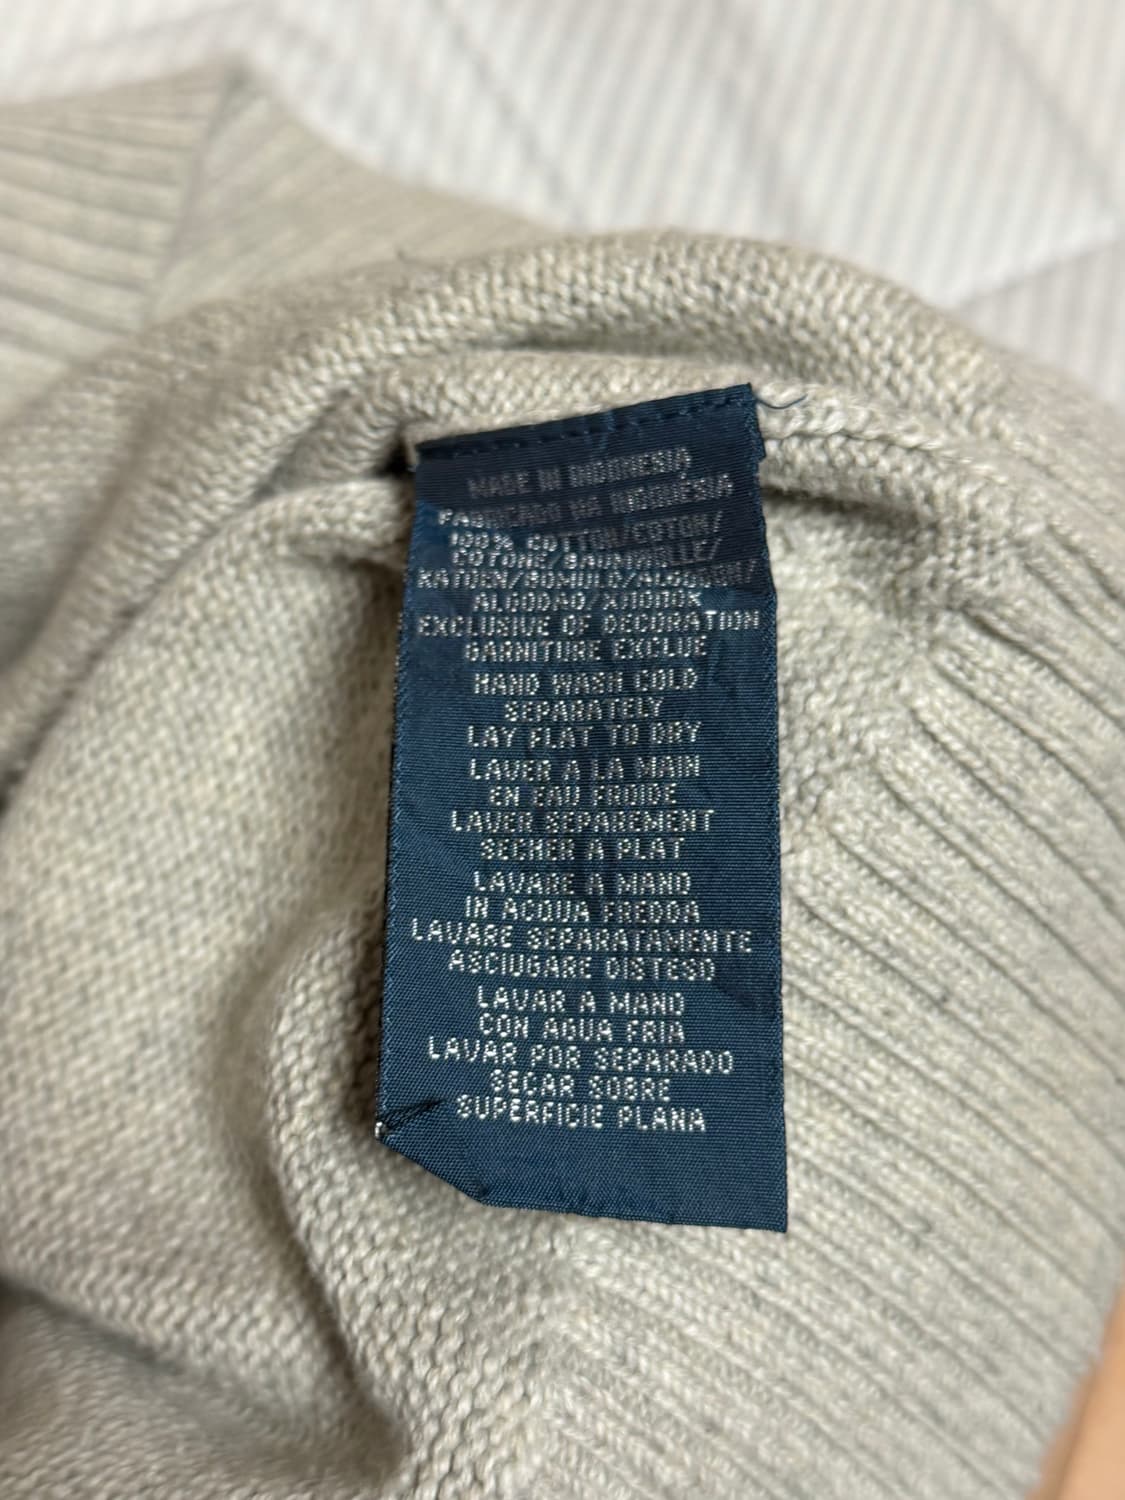 MADE IN INDONESIA
FABRICADO NA INDONESIA
100% COTTON/COTON/
COTONE/BAUMWOLLE/
KATOEN/BOMULD/ALGODON/
ALGODAO/ΧΛΟΠΟΚ
EXCLUSIVE OF DECORATION
GARNITURE EXCLUE
HAND WASH COLD
SEPARATELY
LAY FLAT TO DRY
LAVER A LA MAIN
EN EAU FROIDE
LAVER SEPAREMENT
SECHER A PLAT
LAVARE A MANO
IN ACQUA FREDDA
LAVARE SEPARATAMENTE
ASCIUGARE DISTESO
LAVAR A MANO
CON AGUA FRIA
LAVAR POR SEPARADO
SECAR SOBRE
SUPERFICIE PLANA